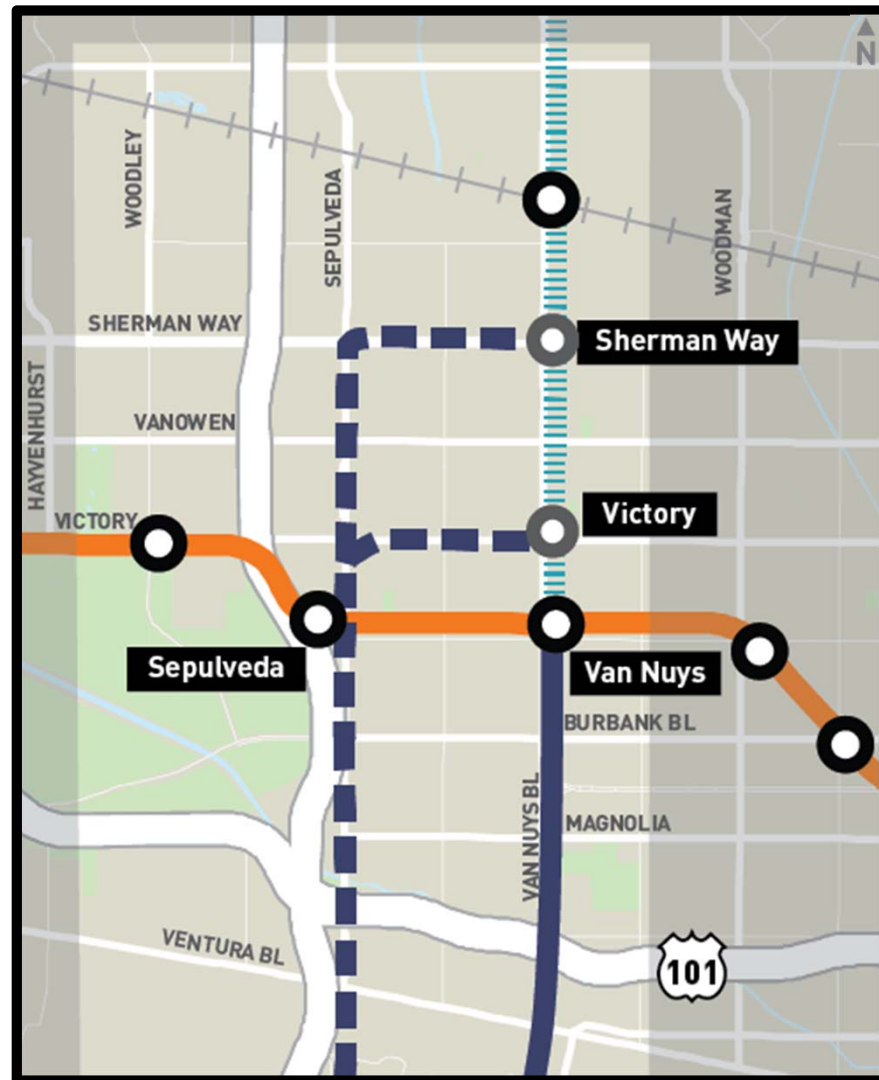 N
WOODLEY
SEPULVEDA
WOODMAN
SHERMAN WAY
Sherman Way
HAYVENHURST
VANOWEN
VICTORY
Victory
Sepulveda
Van Nuys
BURBANK BL
VAN NUYS BL
MAGNOLIA
VENTURA BL
101